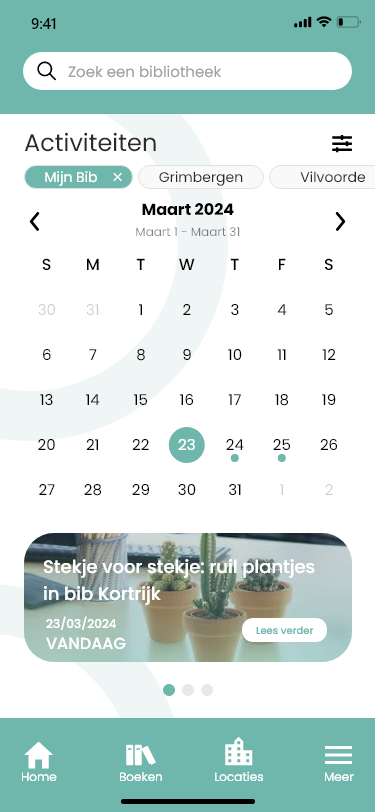 9:41
Zoek een bibliotheek
Activiteiten
Mijn Bib ×
Grimbergen
Vilvoorde
Maart 2024
Maart 1 - Maart 31
S M T W T F S
30 31 1 2 3 4 5
6 7 8 9 10 11 12
13 14 15 16 17 18 19
20 21 22 23 24 25 26
27 28 29 30 31 1 2
Stekje voor stekje: ruil plantjes
in bib Kortrijk
23/03/2024
VANDAAG
Lees verder
Home Boeken Locaties Meer